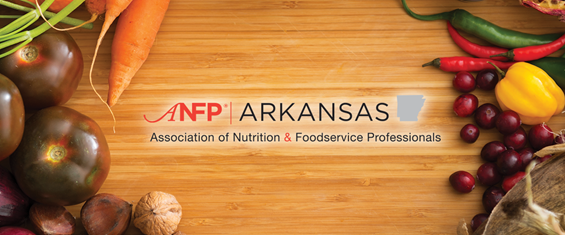 ANFP® | ARKANSAS
Association of Nutrition & Foodservice Professionals